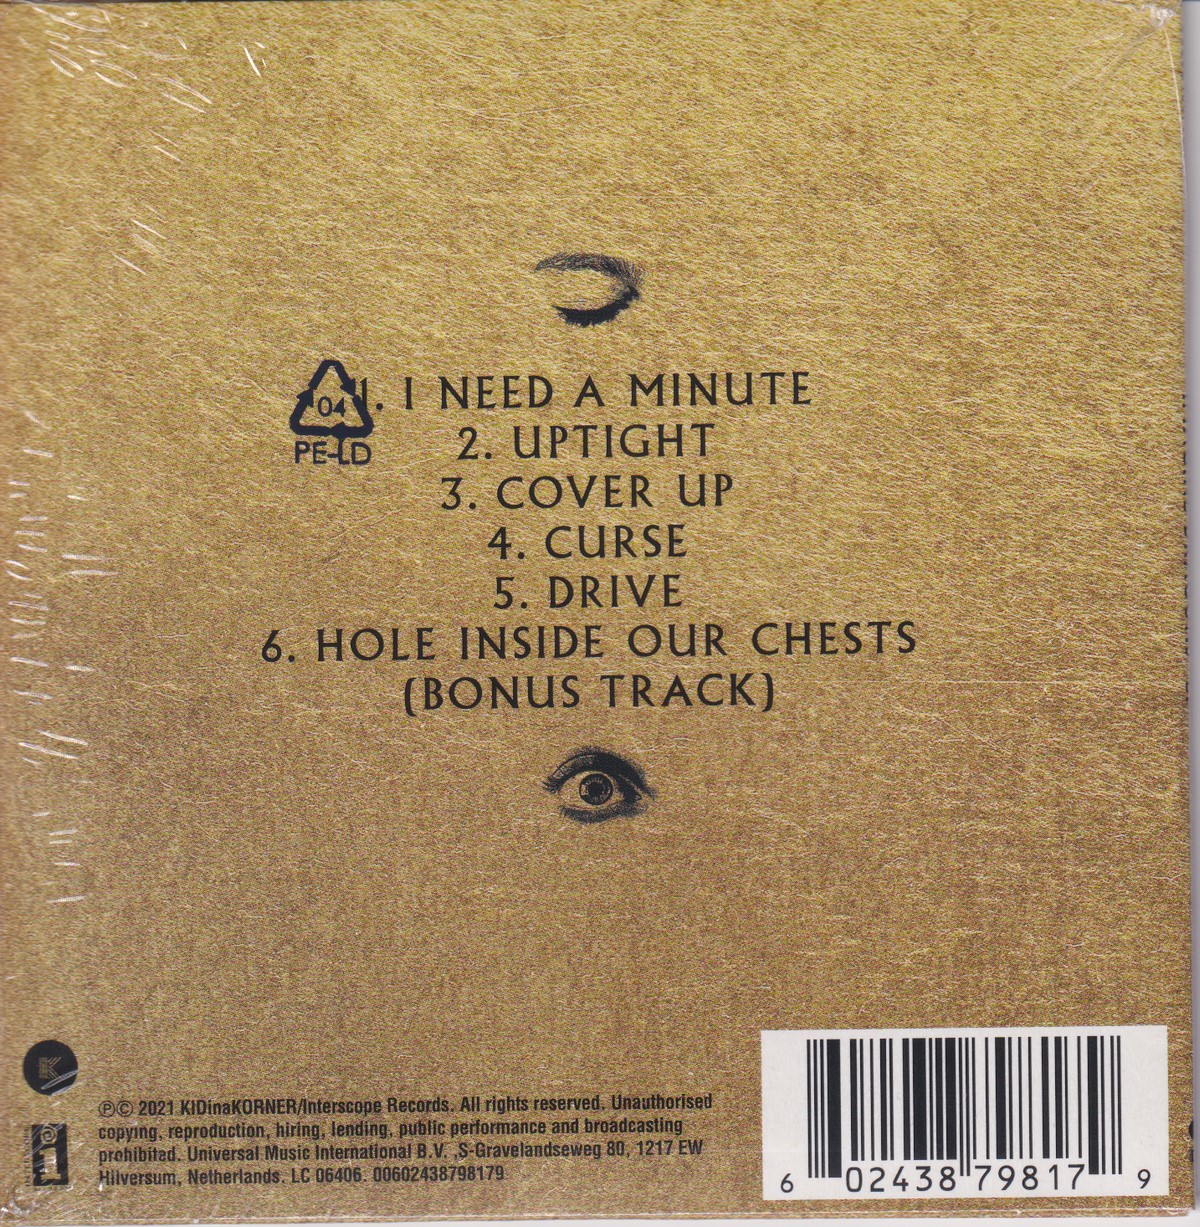 04
PE-LD
1. I NEED A MINUTE
2. UPTIGHT
3. COVER UP
4. CURSE
5. DRIVE
6. HOLE INSIDE OUR CHESTS
(BONUS TRACK)
K
i
℗© 2021 KIDinaKORNER/Interscope Records. All rights reserved. Unauthorised
copying, reproduction, hiring, lending, public performance and broadcasting
prohibited. Universal Music International B.V. ,S-Gravelandseweg 80, 1217 EW
Hilversum, Netherlands. LC 06406. 00602438798179
6 02438 79817 9